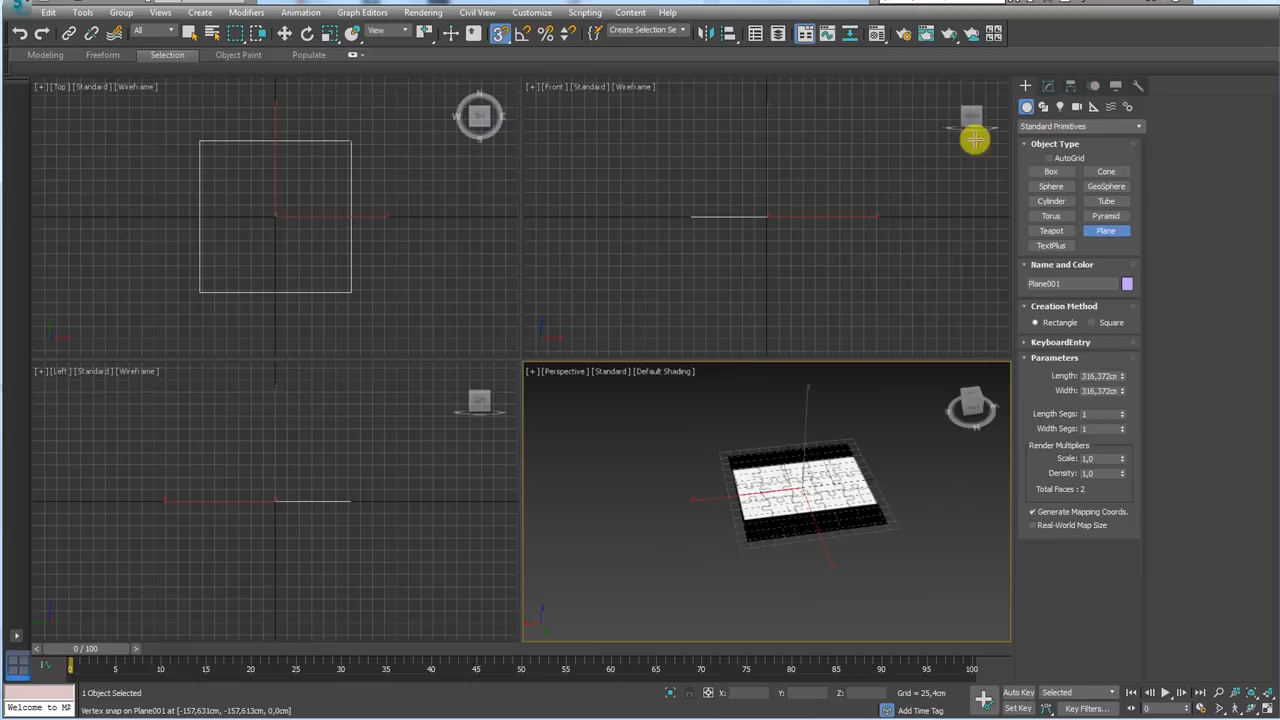 Edit Tools Group Views Create Modifiers Animation Graph Editors Rendering Civil View Customize Scripting Content Help
All View Create Selection Se
Modeling Freeform Selection Object Paint Populate
[ + ] [Top ] [Standard ] [Wireframe ]
[ + ] [Front ] [Standard ] [Wireframe ]
N
W
S
Standard Primitives
Object Type
AutoGrid
Box Cone
Sphere GeoSphere
Cylinder Tube
Torus Pyramid
Teapot Plane
TextPlus
Name and Color
Plane001
Creation Method
Rectangle Square
KeyboardEntry
Parameters
Length: 316,372cm
Width: 316,372cm
Length Segs: 1
Width Segs: 1
Render Multipliers
Scale: 1,0
Density: 1,0
Total Faces : 2
Generate Mapping Coords.
Real-World Map Size
[ + ] [Left ] [Standard ] [Wireframe ]
[ + ] [Perspective ] [Standard ] [Default Shading ]
< 0 / 100 >
0 5 10 15 20 25 30 35 40 45 50 55 60 65 70 75 80 85 90 95 100
1 Object Selected
X: Y: Z: Grid = 25,4cm
Auto Key Selected
Welcome to MA
Vertex snap on Plane001 at [-157,631cm, -157,613cm, 0,0cm]
Add Time Tag
Set Key Key Filters... 0